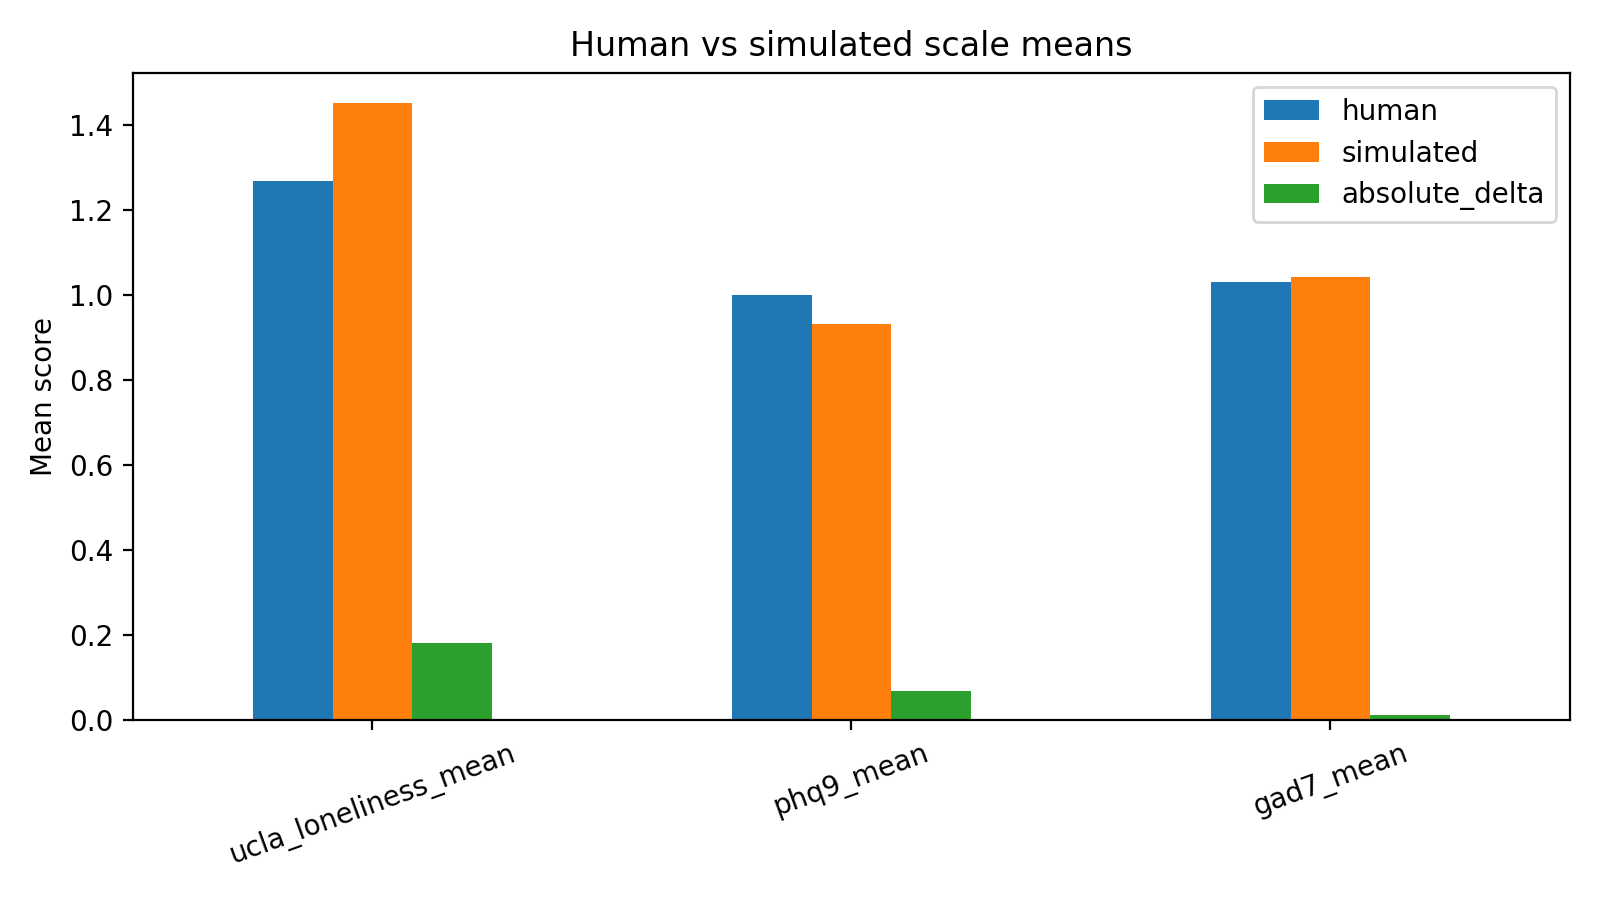 Human vs simulated scale means
human
simulated
absolute_delta
Mean score
1.4
1.2
1.0
0.8
0.6
0.4
0.2
0.0
ucla_loneliness_mean
phq9_mean
gad7_mean